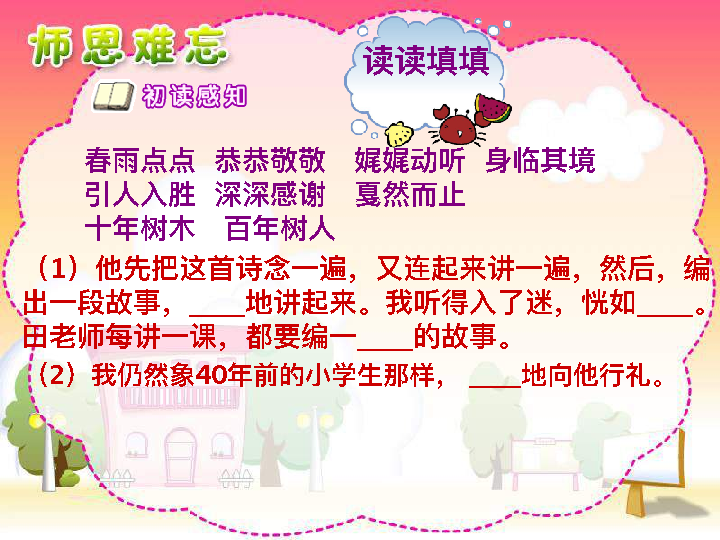 师恩难忘
初读感知
读读填填
春雨点点 恭恭敬敬 娓娓动听 身临其境
引人入胜 深深感谢 戛然而止
十年树木 百年树人
（1）他先把这首诗念一遍，又连起来讲一遍，然后，编
出一段故事，____地讲起来。我听得入了迷，恍如____。
田老师每讲一课，都要编一____的故事。
（2）我仍然象40年前的小学生那样， ____地向他行礼。